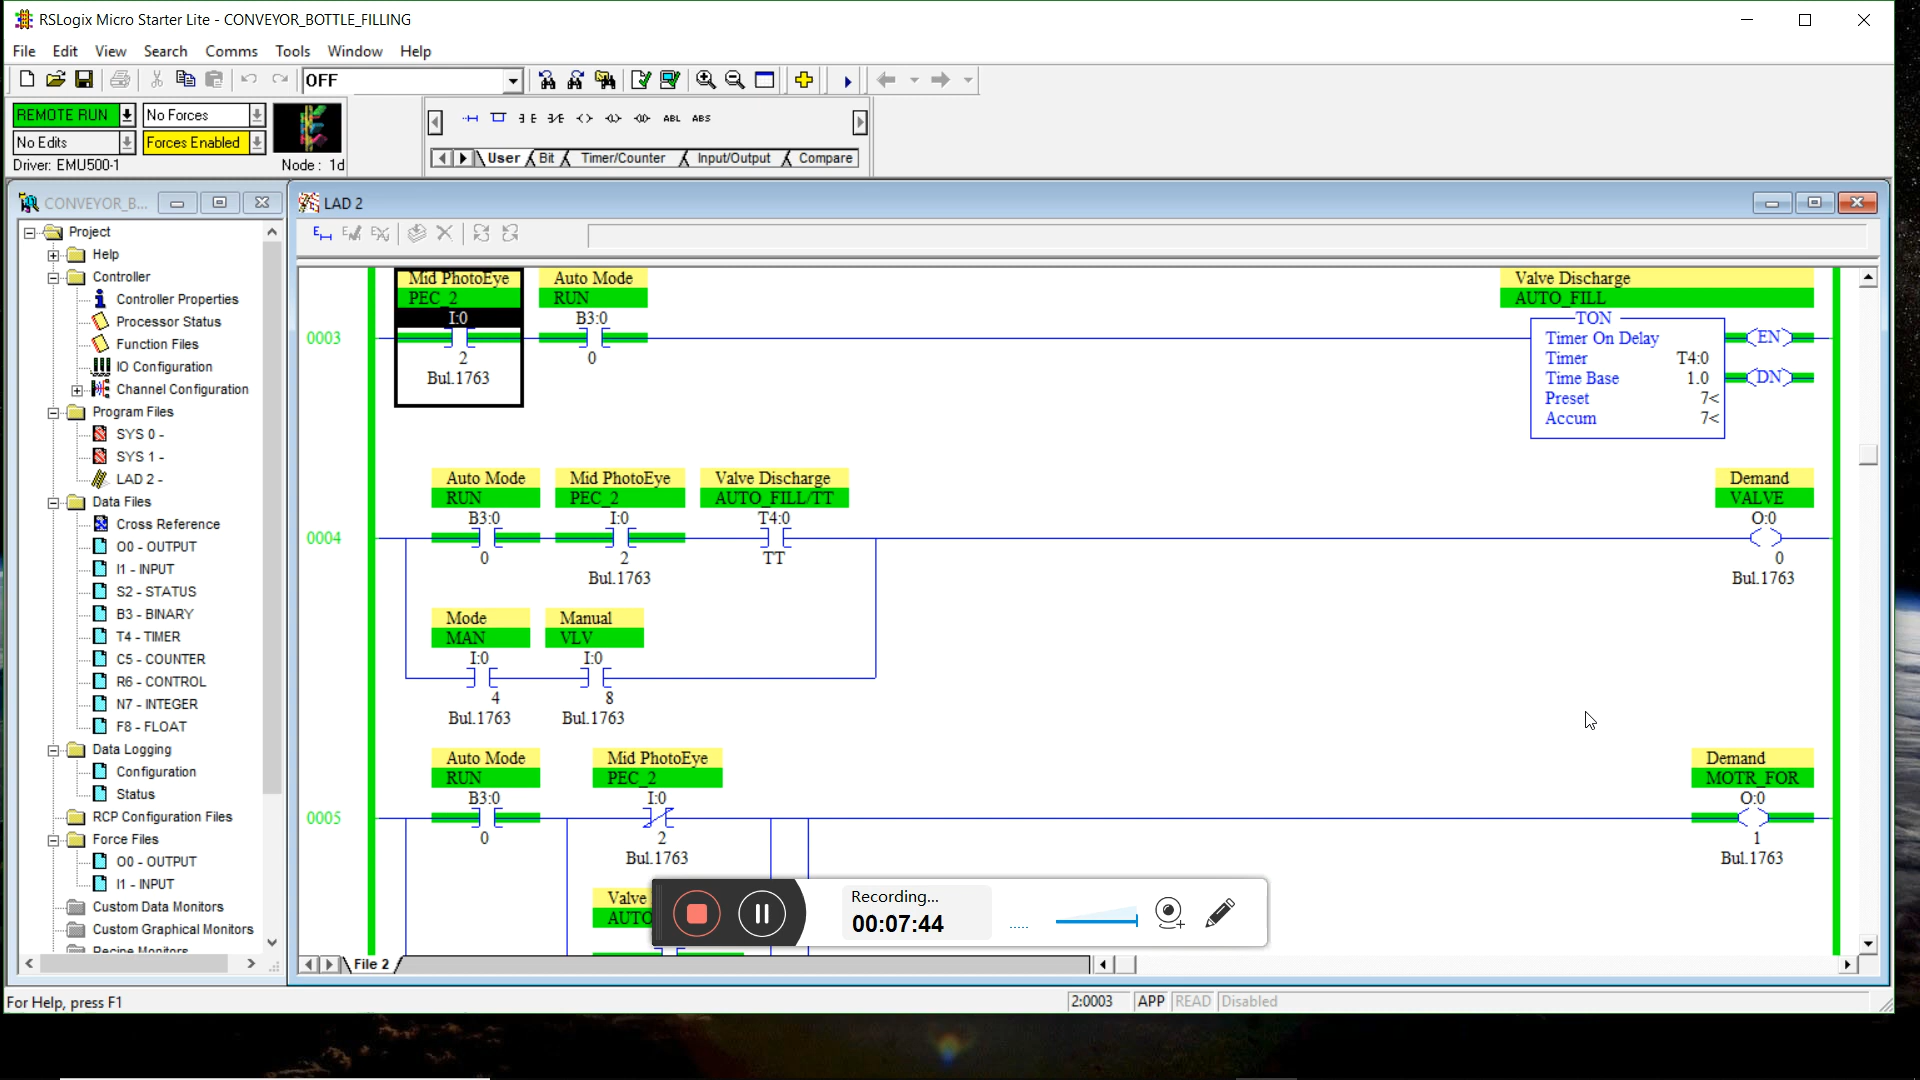 RSLogix Micro Starter Lite - CONVEYOR_BOTTLE_FILLING
File Edit View Search Comms Tools Window Help
OFF
REMOTE RUN No Forces
No Edits Forces Enabled
Driver: EMU500-1 Node : 1d
ABL ABS
User Bit Timer/Counter Input/Output Compare
CONVEYOR_B...
Project
Help
Controller
Controller Properties
Processor Status
Function Files
IO Configuration
Channel Configuration
Program Files
SYS 0 -
SYS 1 -
LAD 2 -
Data Files
Cross Reference
O0 - OUTPUT
I1 - INPUT
S2 - STATUS
B3 - BINARY
T4 - TIMER
C5 - COUNTER
R6 - CONTROL
N7 - INTEGER
F8 - FLOAT
Data Logging
Configuration
Status
RCP Configuration Files
Force Files
O0 - OUTPUT
I1 - INPUT
Custom Data Monitors
Custom Graphical Monitors
Recipe Monitors
LAD 2
Mid PhotoEye Auto Mode Valve Discharge
PEC_2 RUN AUTO_FILL
I:0 B3:0 TON
0003 Timer On Delay EN
2 0 Timer T4:0
Bul.1763 Time Base 1.0 DN
Preset 7<
Accum 7<
Auto Mode Mid PhotoEye Valve Discharge Demand
RUN PEC_2 AUTO_FILL/TT VALVE
B3:0 I:0 T4:0 O:0
0004
0 2 TT 0
Bul.1763 Bul.1763
Mode Manual
MAN VLV
I:0 I:0
4 8
Bul.1763 Bul.1763
Auto Mode Mid PhotoEye Demand
RUN PEC_2 MOTR_FOR
B3:0 I:0 O:0
0005
0 2 1
Bul.1763 Bul.1763
Valve
AUTO
Recording...
00:07:44
File 2
For Help, press F1 2:0003 APP READ Disabled